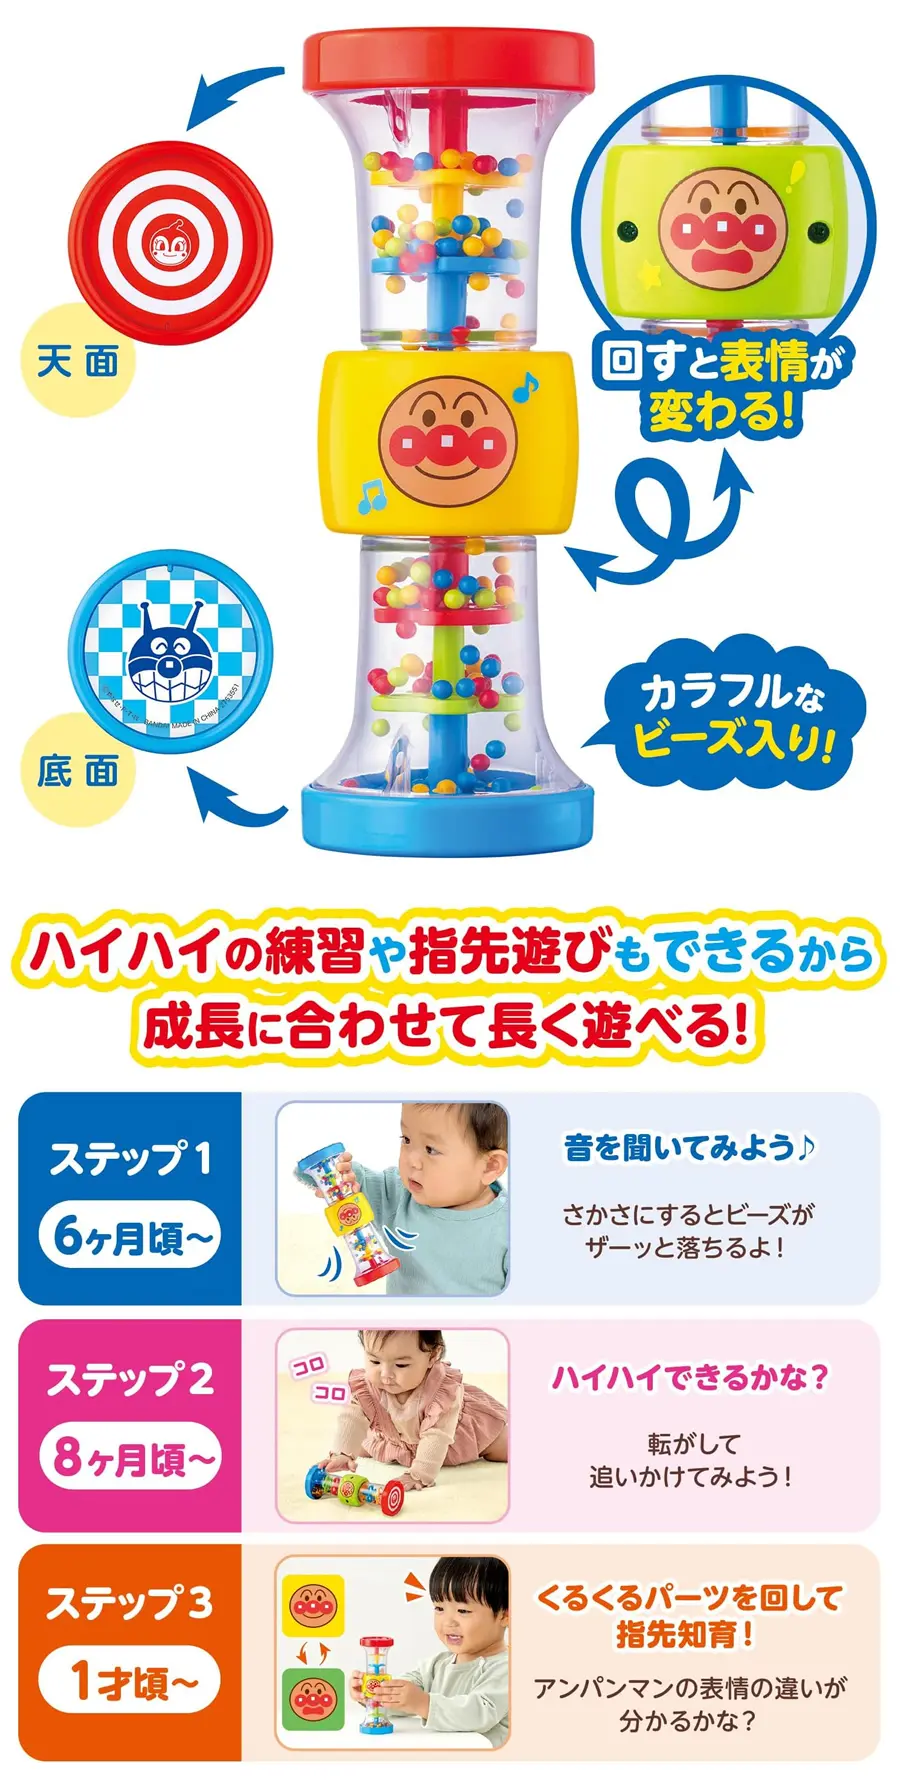 天面
回すと表情が
変わる!
底面
カラフルな
ビーズ入り!
ハイハイの練習や指先遊びもできるから
成長に合わせて長く遊べる!
ステップ1
6ヶ月頃〜
音を聞いてみよう♪
さかさにするとビーズが
ザーッと落ちるよ!
ステップ2
8ヶ月頃〜
コロ
コロ
ハイハイできるかな?
転がして
追いかけてみよう!
ステップ3
1才頃〜
くるくるパーツを回して
指先知育!
アンパンマンの表情の違いが
分かるかな?